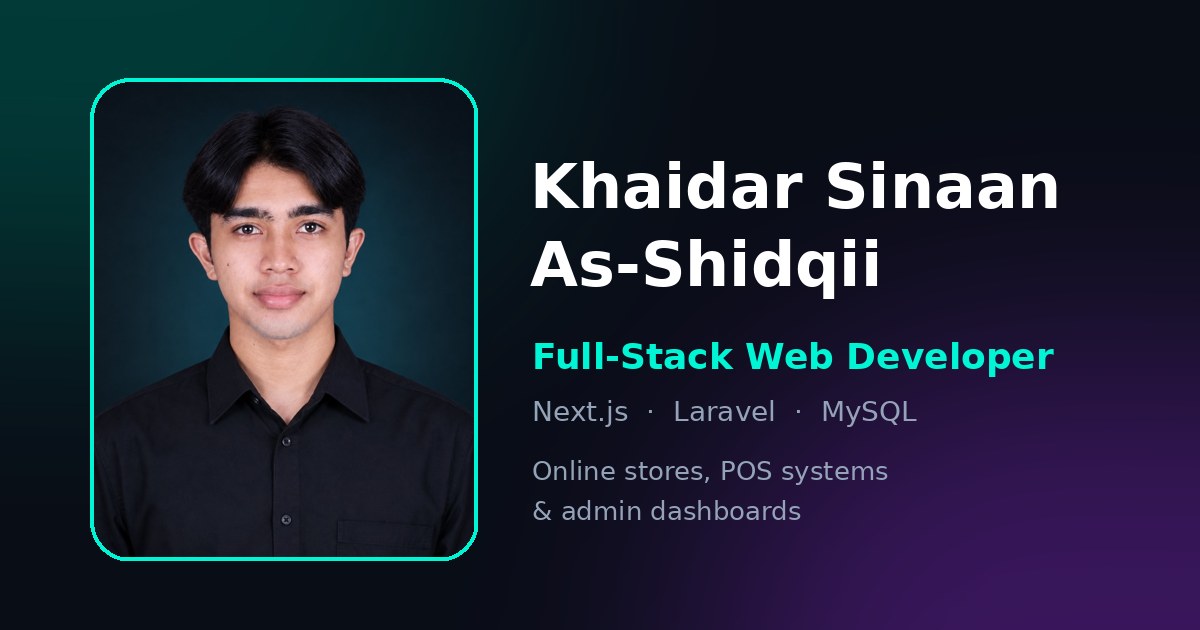 Khaidar Sinaan
As-Shidqii
Full-Stack Web Developer
Next.js · Laravel · MySQL
Online stores, POS systems
& admin dashboards